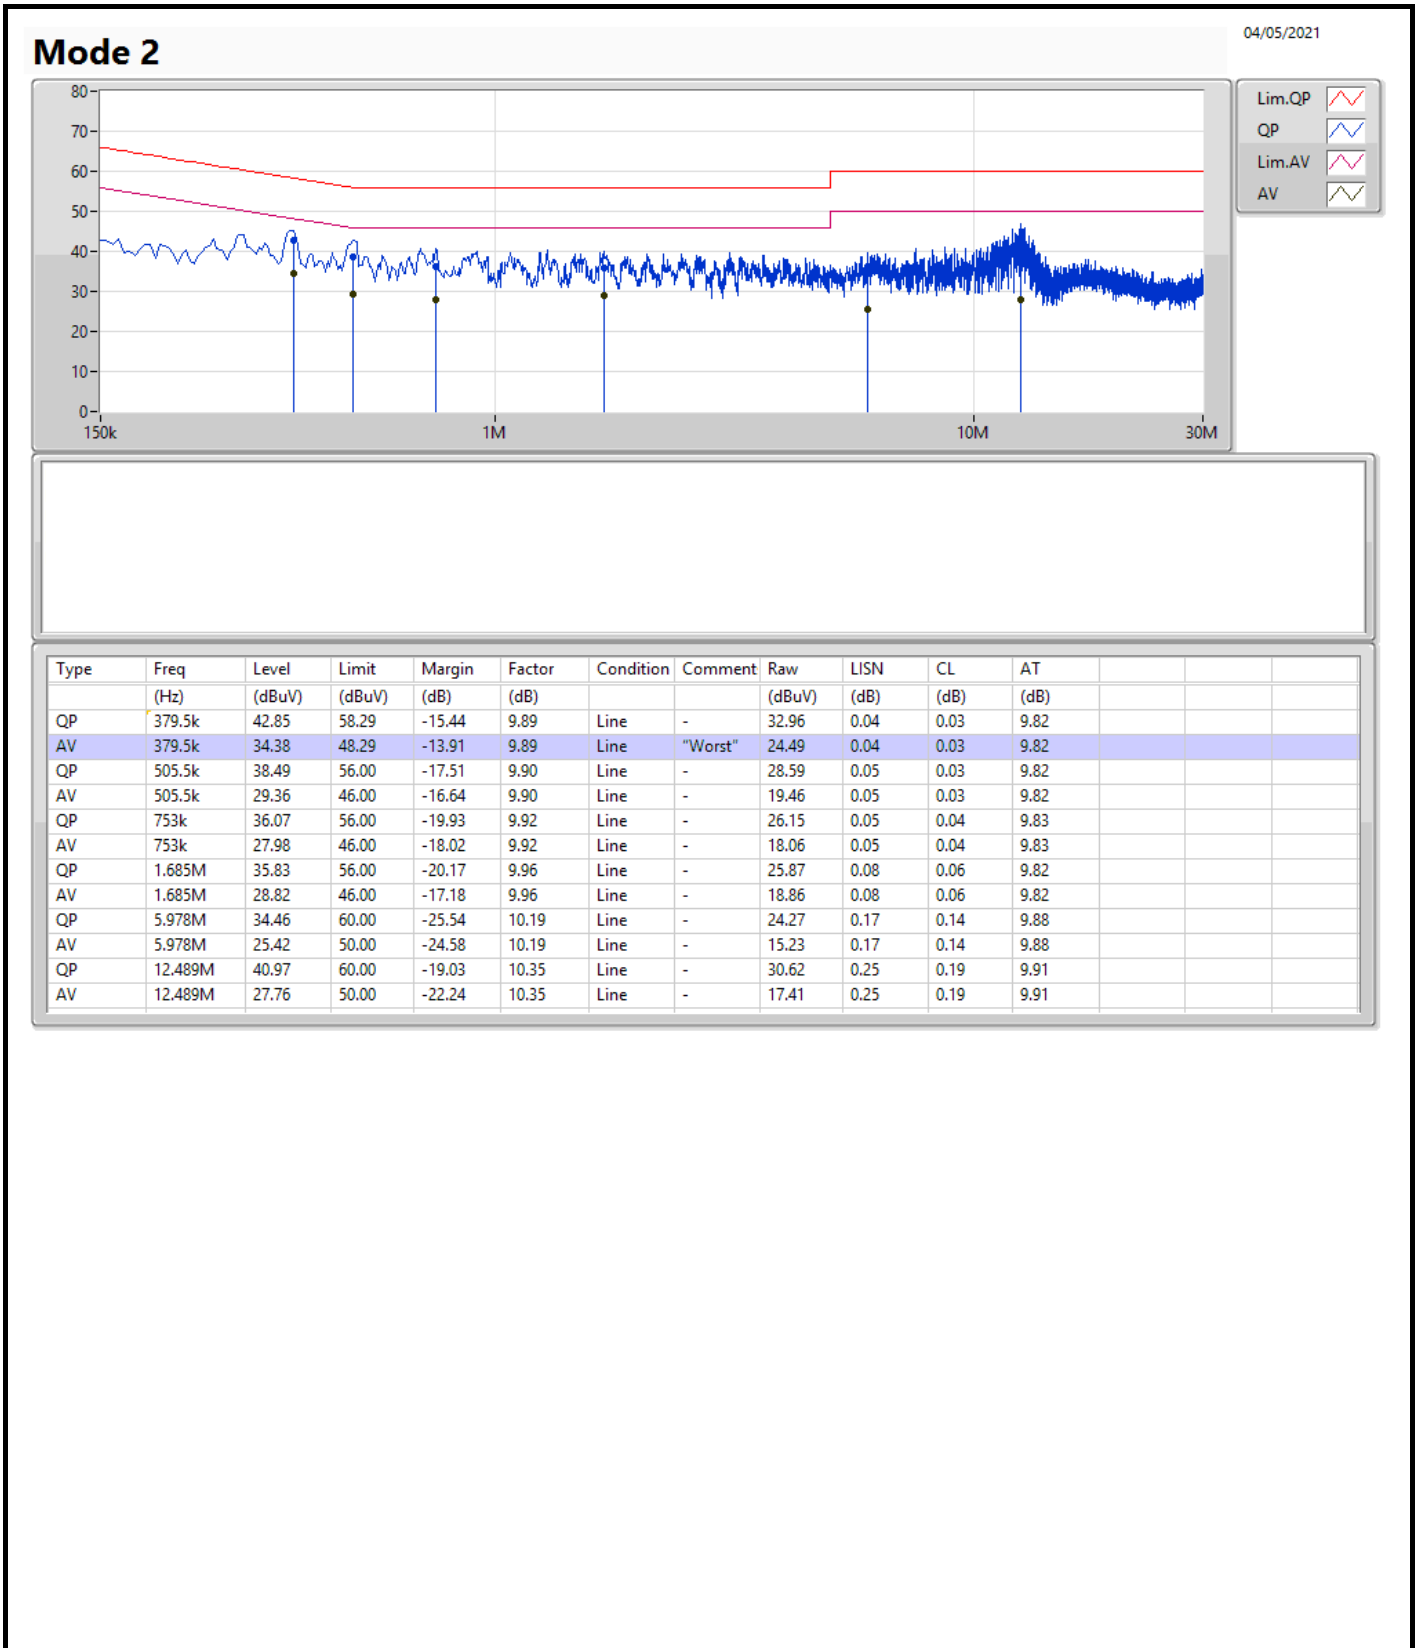 04/05/2021
Mode 2
80
70
60
50
40
30
20
10
0
150k 1M 10M 30M
Lim.QP
QP
Lim.AV
AV
Type Freq Level Limit Margin Factor Condition Comment Raw LISN CL AT
(Hz) (dBuV) (dBuV) (dB) (dB) (dBuV) (dB) (dB) (dB)
QP 379.5k 42.85 58.29 -15.44 9.89 Line - 32.96 0.04 0.03 9.82
AV 379.5k 34.38 48.29 -13.91 9.89 Line "Worst" 24.49 0.04 0.03 9.82
QP 505.5k 38.49 56.00 -17.51 9.90 Line - 28.59 0.05 0.03 9.82
AV 505.5k 29.36 46.00 -16.64 9.90 Line - 19.46 0.05 0.03 9.82
QP 753k 36.07 56.00 -19.93 9.92 Line - 26.15 0.05 0.04 9.83
AV 753k 27.98 46.00 -18.02 9.92 Line - 18.06 0.05 0.04 9.83
QP 1.685M 35.83 56.00 -20.17 9.96 Line - 25.87 0.08 0.06 9.82
AV 1.685M 28.82 46.00 -17.18 9.96 Line - 18.86 0.08 0.06 9.82
QP 5.978M 34.46 60.00 -25.54 10.19 Line - 24.27 0.17 0.14 9.88
AV 5.978M 25.42 50.00 -24.58 10.19 Line - 15.23 0.17 0.14 9.88
QP 12.489M 40.97 60.00 -19.03 10.35 Line - 30.62 0.25 0.19 9.91
AV 12.489M 27.76 50.00 -22.24 10.35 Line - 17.41 0.25 0.19 9.91